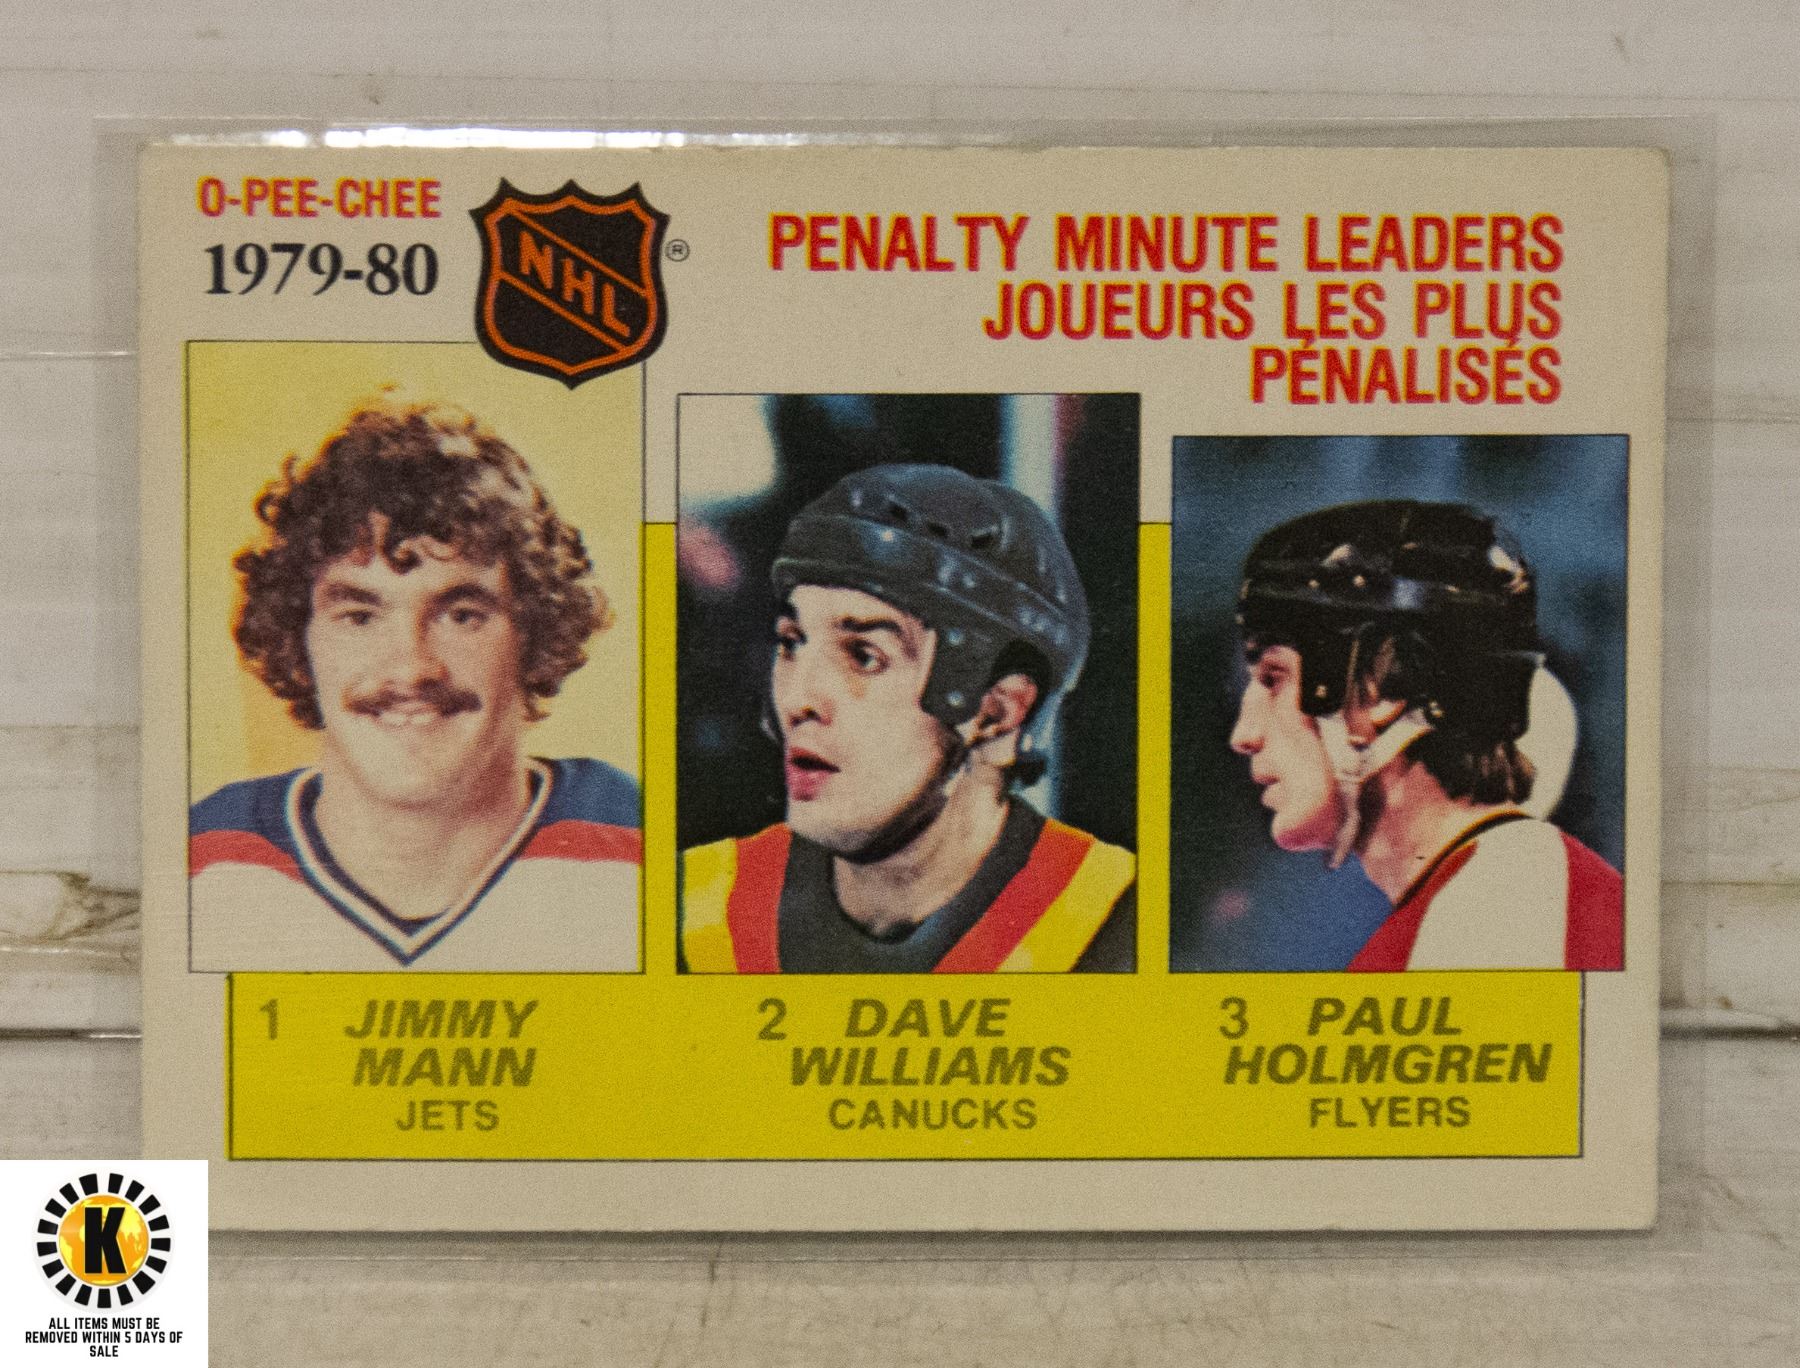 O-PEE-CHEE
1979-80
NHL
®
PENALTY MINUTE LEADERS
JOUEURS LES PLUS
PÉNALISÉS
1 JIMMY
MANN
JETS
2 DAVE
WILLIAMS
CANUCKS
3 PAUL
HOLMGREN
FLYERS
K
ALL ITEMS MUST BE
REMOVED WITHIN 5 DAYS OF
SALE